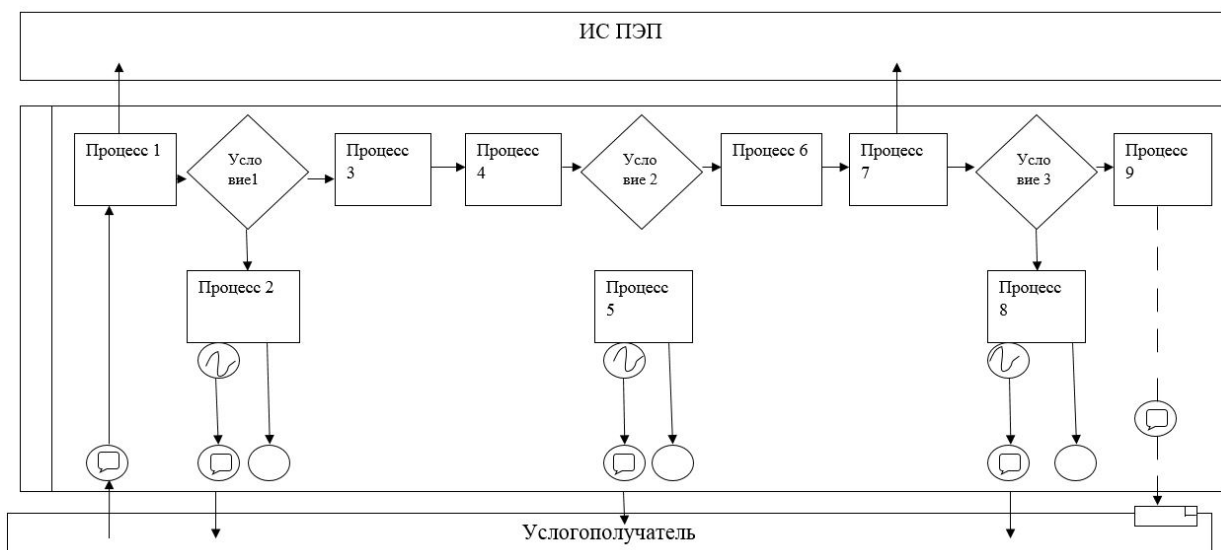 ИС ПЭП
Процесс 1
Усло
вие1
Процесс
3
Процесс
4
Усло
вие 2
Процесс 6
Процесс
7
Усло
вие 3
Процесс
9
Процесс 2
Процесс
5
Процесс
8
Услогополучатель